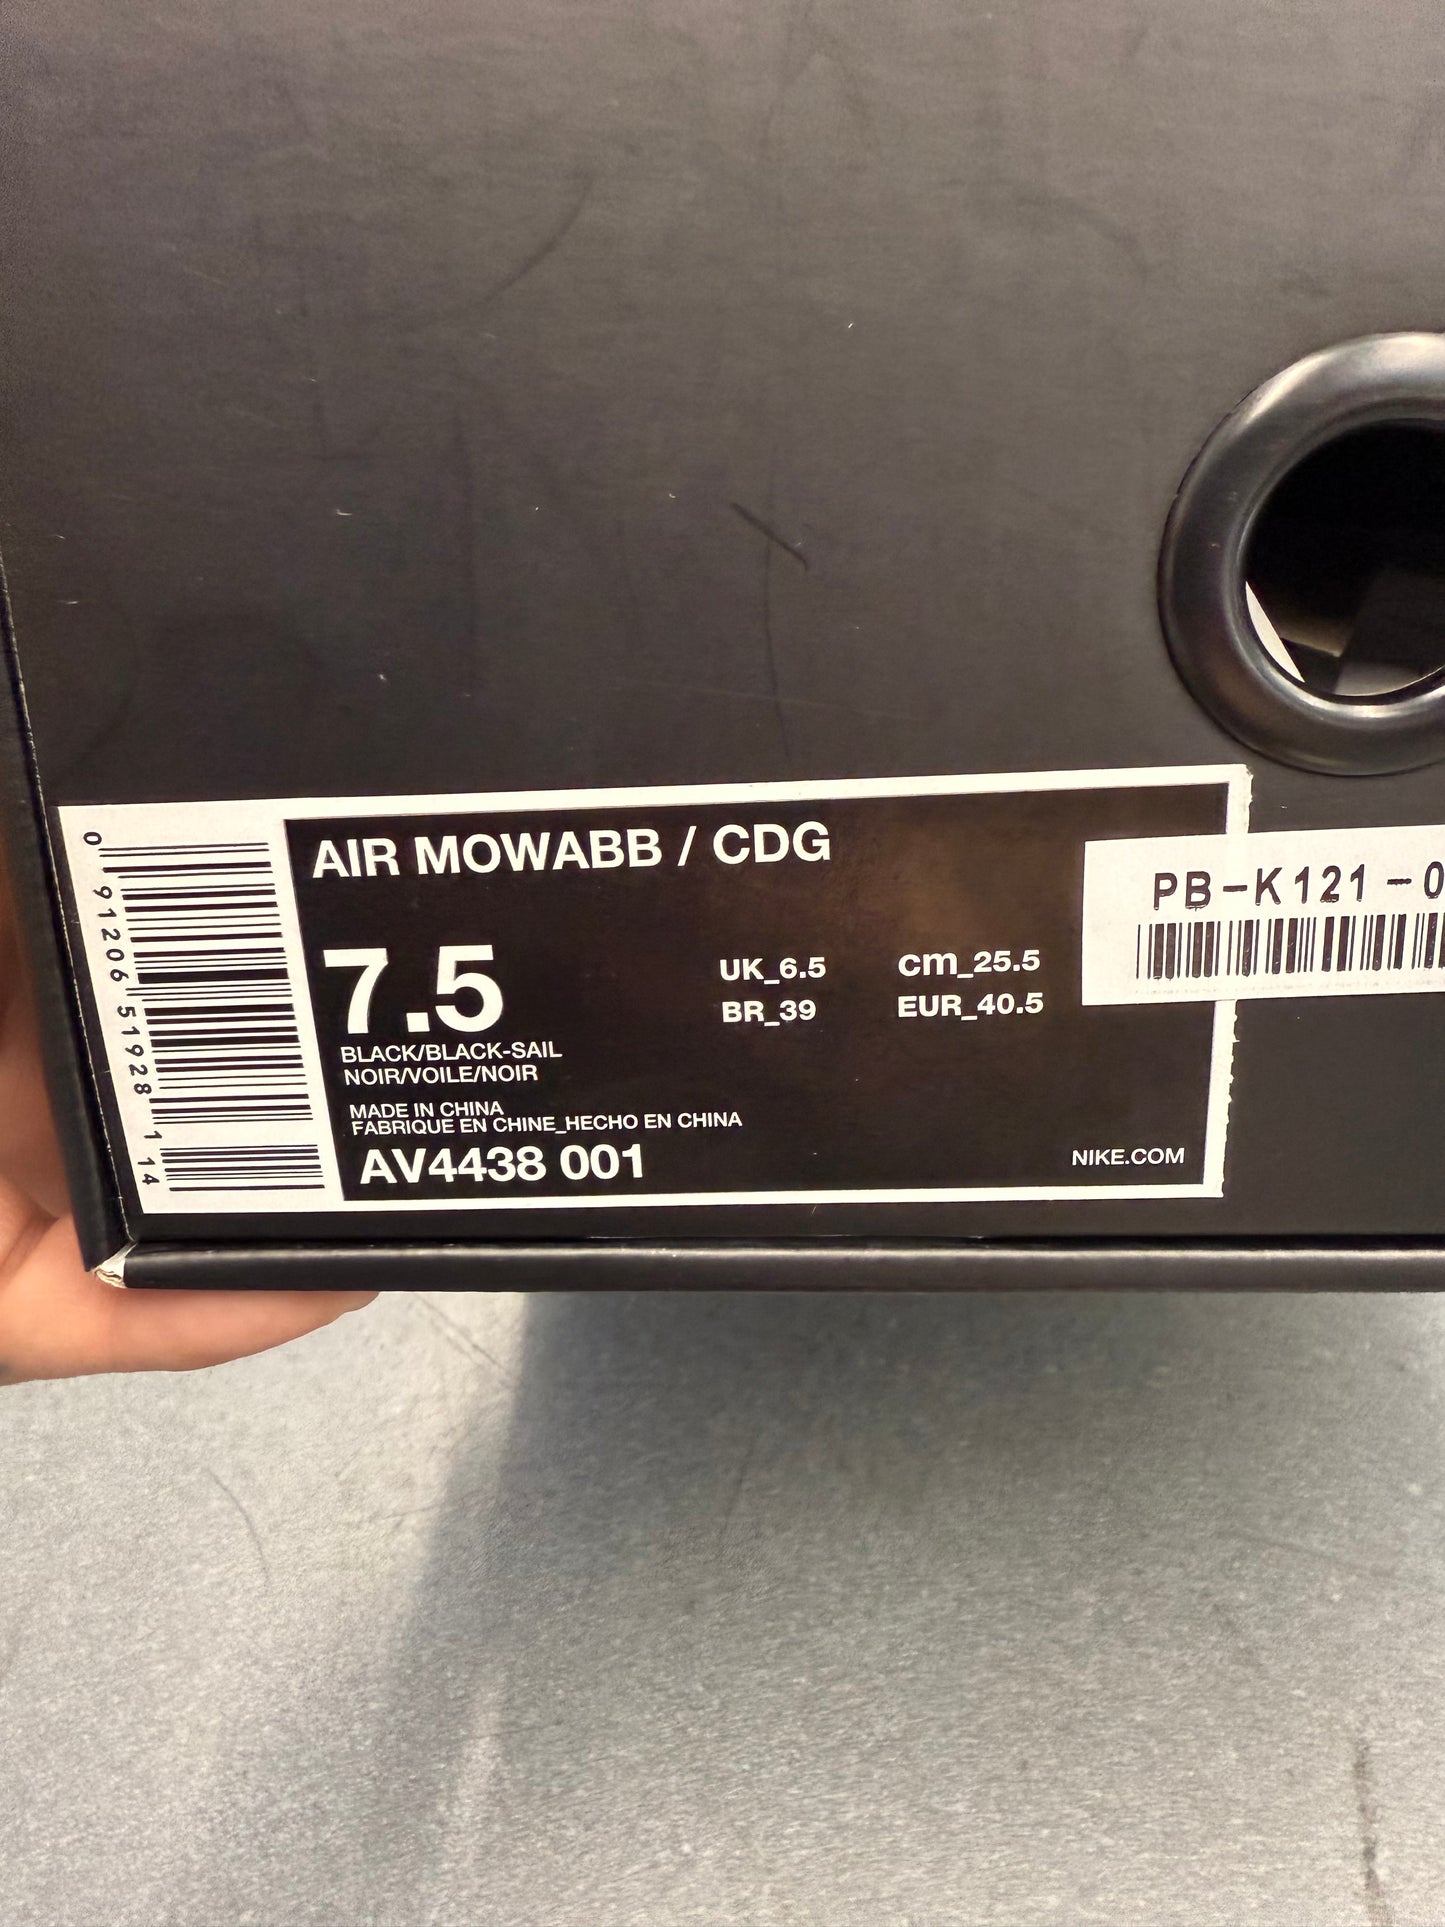 AIR MOWABB / CDG
7.5
UK_6.5
cm_25.5
BR_39
EUR_40.5
BLACK/BLACK-SAIL
NOIR/VOILE/NOIR
MADE IN CHINA
FABRIQUE EN CHINE_HECHO EN CHINA
AV4438 001
NIKE.COM
0 91206 51928 1 14
PB-K121-0